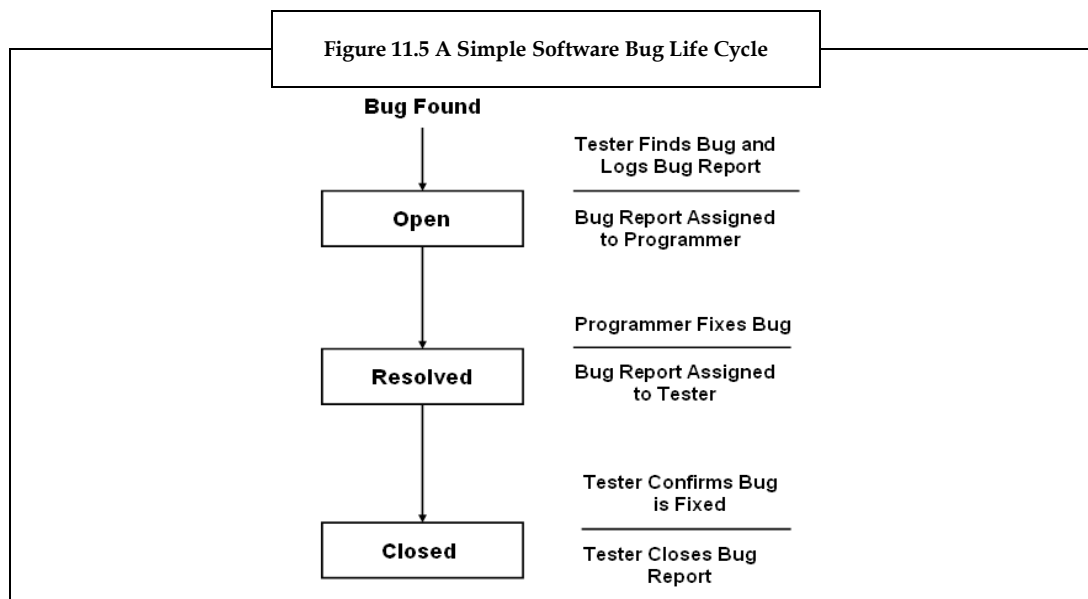 Figure 11.5 A Simple Software Bug Life Cycle
Bug Found
Tester Finds Bug and
Logs Bug Report
Open
Bug Report Assigned
to Programmer
Programmer Fixes Bug
Resolved
Bug Report Assigned
to Tester
Tester Confirms Bug
is Fixed
Closed
Tester Closes Bug
Report